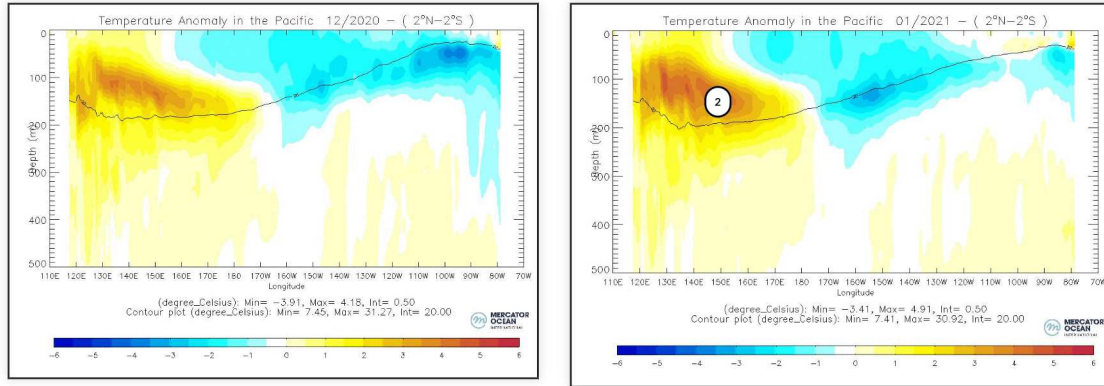 Temperature Anomaly in the Pacific 12/2020 - ( 2°N-2°S )
0
100
200
300
400
500
Depth (m)
110E 120E 130E 140E 150E 160E 170E 180 170W 160W 150W 140W 130W 120W 110W 100W 90W 80W 70W
Longitude
(degree_Celsius): Min= -3.91, Max= 4.18, Int= 0.50
Contour plot (degree_Celsius): Min= 7.45, Max= 31.27, Int= 20.00
MERCATOR
OCEAN
INTERNATIONAL
-6 -5 -4 -3 -2 -1 0 1 2 3 4 5 6
Temperature Anomaly in the Pacific 01/2021 - ( 2°N-2°S )
0
100
200
300
400
500
Depth (m)
2
110E 120E 130E 140E 150E 160E 170E 180 170W 160W 150W 140W 130W 120W 110W 100W 90W 80W 70W
Longitude
(degree_Celsius): Min= -3.41, Max= 4.91, Int= 0.50
Contour plot (degree_Celsius): Min= 7.41, Max= 30.92, Int= 20.00
MERCATOR
OCEAN
INTERNATIONAL
-6 -5 -4 -3 -2 -1 0 1 2 3 4 5 6